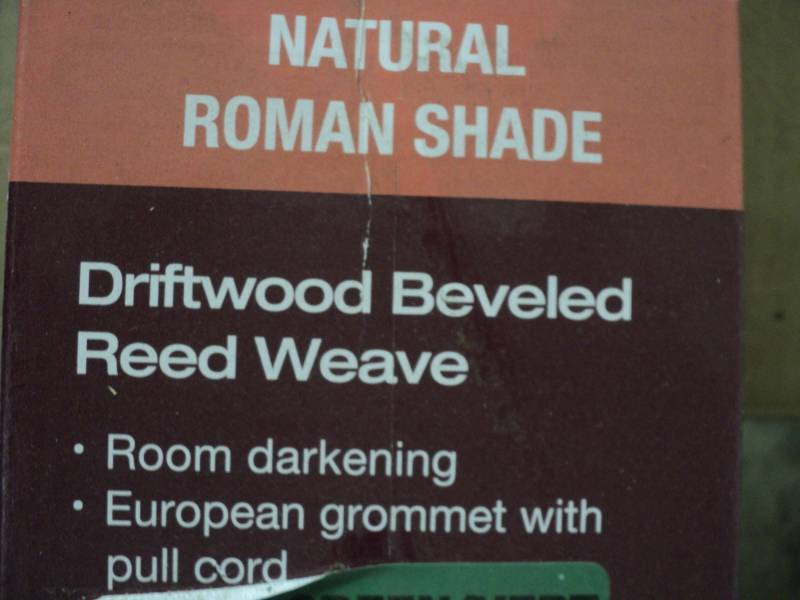 NATURAL
ROMAN SHADE
Driftwood Beveled
Reed Weave
• Room darkening
• European grommet with
pull cord